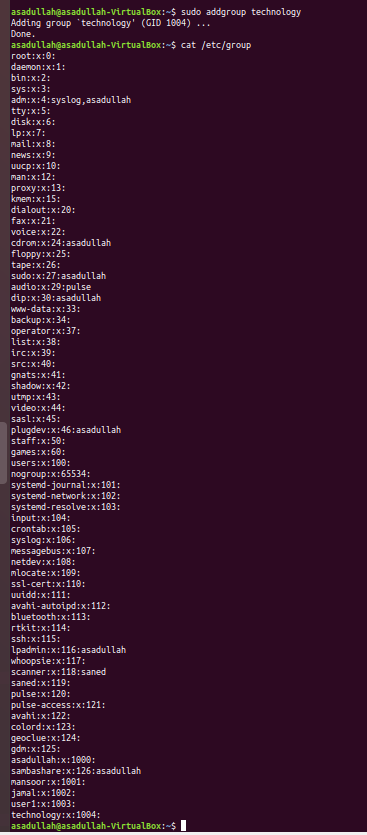 asadullah@asadullah-VirtualBox:~$ sudo addgroup technology
Adding group `technology' (GID 1004) ...
Done.
asadullah@asadullah-VirtualBox:~$ cat /etc/group
root:x:0:
daemon:x:1:
bin:x:2:
sys:x:3:
adm:x:4:syslog,asadullah
tty:x:5:
disk:x:6:
lp:x:7:
mail:x:8:
news:x:9:
uucp:x:10:
man:x:12:
proxy:x:13:
kmem:x:15:
dialout:x:20:
fax:x:21:
voice:x:22:
cdrom:x:24:asadullah
floppy:x:25:
tape:x:26:
sudo:x:27:asadullah
audio:x:29:pulse
dip:x:30:asadullah
www-data:x:33:
backup:x:34:
operator:x:37:
list:x:38:
irc:x:39:
src:x:40:
gnats:x:41:
shadow:x:42:
utmp:x:43:
video:x:44:
sasl:x:45:
plugdev:x:46:asadullah
staff:x:50:
games:x:60:
users:x:100:
nogroup:x:65534:
systemd-journal:x:101:
systemd-network:x:102:
systemd-resolve:x:103:
input:x:104:
crontab:x:105:
syslog:x:106:
messagebus:x:107:
netdev:x:108:
mlocate:x:109:
ssl-cert:x:110:
uuidd:x:111:
avahi-autoipd:x:112:
bluetooth:x:113:
rtkit:x:114:
ssh:x:115:
lpadmin:x:116:asadullah
whoopsie:x:117:
scanner:x:118:saned
saned:x:119:
pulse:x:120:
pulse-access:x:121:
avahi:x:122:
colord:x:123:
geoclue:x:124:
gdm:x:125:
asadullah:x:1000:
sambashare:x:126:asadullah
mansoor:x:1001:
jamal:x:1002:
user1:x:1003:
technology:x:1004:
asadullah@asadullah-VirtualBox:~$